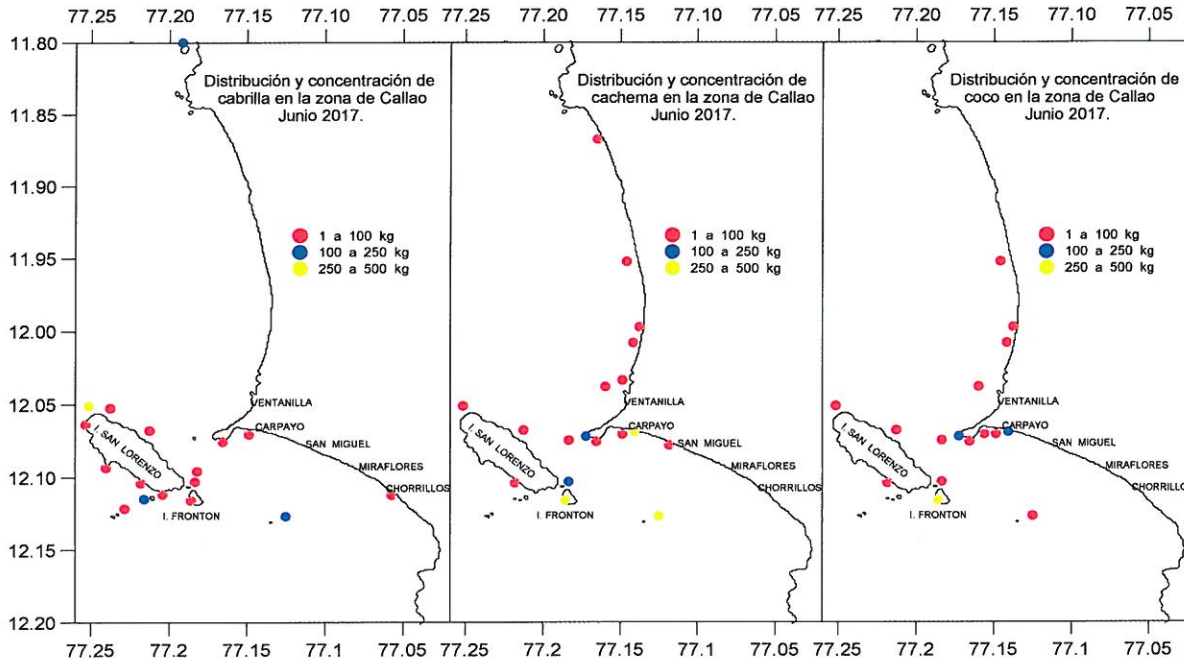 77.25 77.20 77.15 77.10 77.05 77.25 77.20 77.15 77.10 77.05 77.25 77.20 77.15 77.10 77.05
11.80
11.85
11.90
11.95
12.00
12.05
12.10
12.15
12.20
Distribución y concentración de
cabrilla en la zona de Callao
Junio 2017.
1 a 100 kg
100 a 250 kg
250 a 500 kg
VENTANILLA
CARPAYO
SAN MIGUEL
MIRAFLORES
CHORRILLOS
I. SAN LORENZO
I. FRONTON
Distribución y concentración de
cachema en la zona de Callao
Junio 2017.
1 a 100 kg
100 a 250 kg
250 a 500 kg
VENTANILLA
CARPAYO
SAN MIGUEL
MIRAFLORES
CHORRILLOS
I. SAN LORENZO
I. FRONTON
Distribución y concentración de
coco en la zona de Callao
Junio 2017.
1 a 100 kg
100 a 250 kg
250 a 500 kg
VENTANILLA
CARPAYO
SAN MIGUEL
MIRAFLORES
CHORRILLOS
I. SAN LORENZO
I. FRONTON
77.25 77.20 77.15 77.10 77.05 77.25 77.20 77.15 77.10 77.05 77.25 77.20 77.15 77.10 77.05